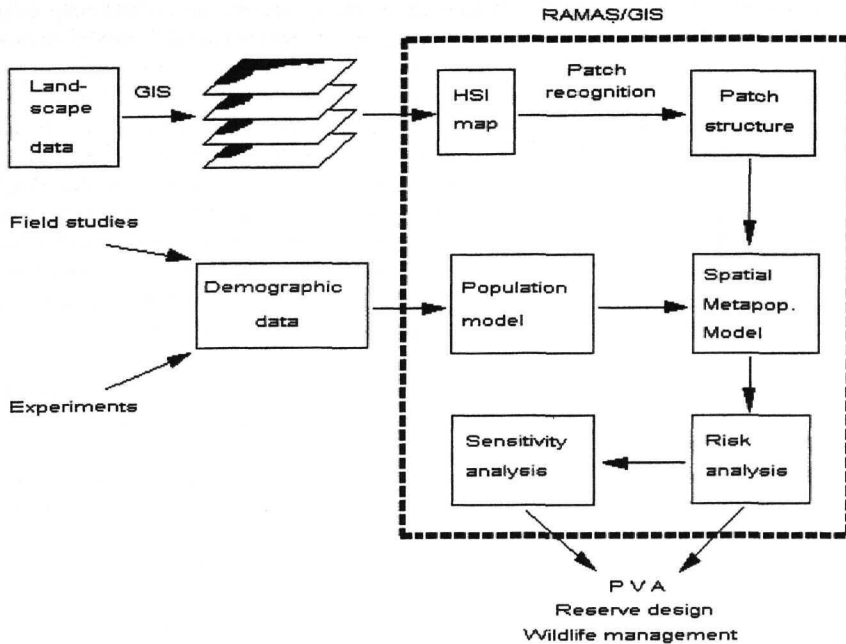 RAMAS/GIS
Land-
scape
data
GIS
HSI
map
Patch
recognition
Patch
structure
Field studies
Demographic
data
Experiments
Population
model
Spatial
Metapop.
Model
Sensitivity
analysis
Risk
analysis
P V A
Reserve design
Wildlife management